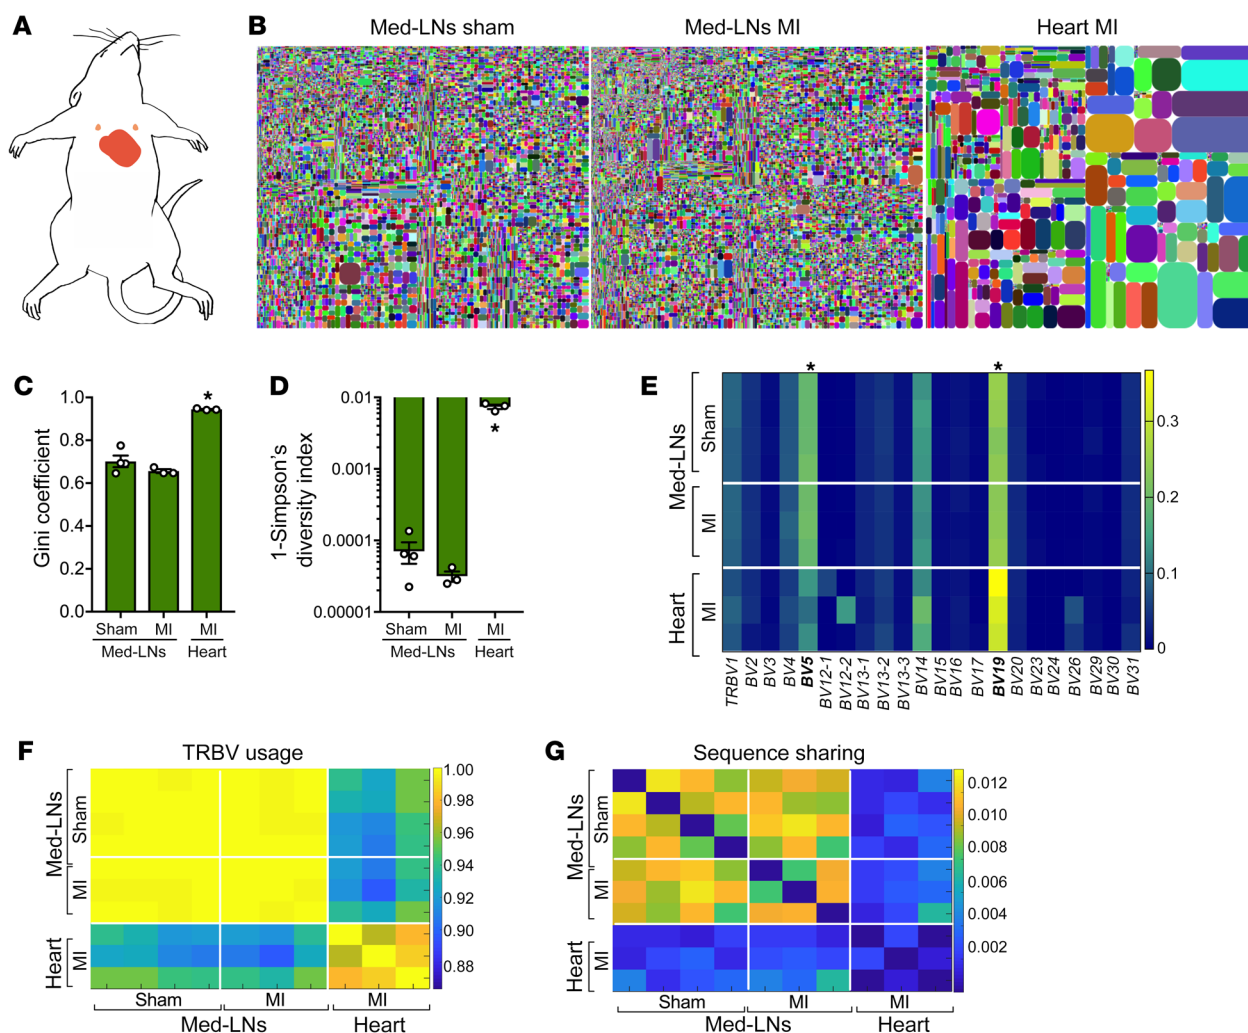 A
B
Med-LNs sham
Med-LNs MI
Heart MI
C
Gini coefficient
1.0
0.8
0.6
0.4
0.2
0.0
*
Sham
MI
MI
Med-LNs
Heart
D
1-Simpson's
diversity index
0.01
0.001
0.0001
0.00001
*
Sham
MI
MI
Med-LNs
Heart
E
*
*
Med-LNs
Sham
MI
Heart
MI
0.3
0.2
0.1
0
TRBV1
BV2
BV3
BV4
BV5
BV12-1
BV12-2
BV13-1
BV13-2
BV13-3
BV14
BV15
BV16
BV17
BV19
BV20
BV23
BV24
BV26
BV29
BV30
BV31
F
TRBV usage
Med-LNs
Sham
MI
Heart
MI
1.00
0.98
0.96
0.94
0.92
0.90
0.88
Sham
MI
MI
Med-LNs
Heart
G
Sequence sharing
Med-LNs
Sham
MI
Heart
MI
0.012
0.010
0.008
0.006
0.004
0.002
Sham
MI
MI
Med-LNs
Heart